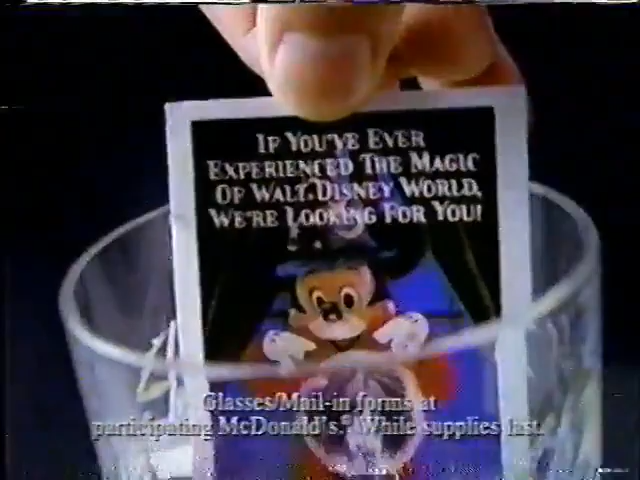 IF YOU'VE EVER
EXPERIENCED THE MAGIC
OF WALT DISNEY WORLD,
WE'RE LOOKING FOR YOU!
Glasses/Mail-in forms at
participating McDonald's.® While supplies last.